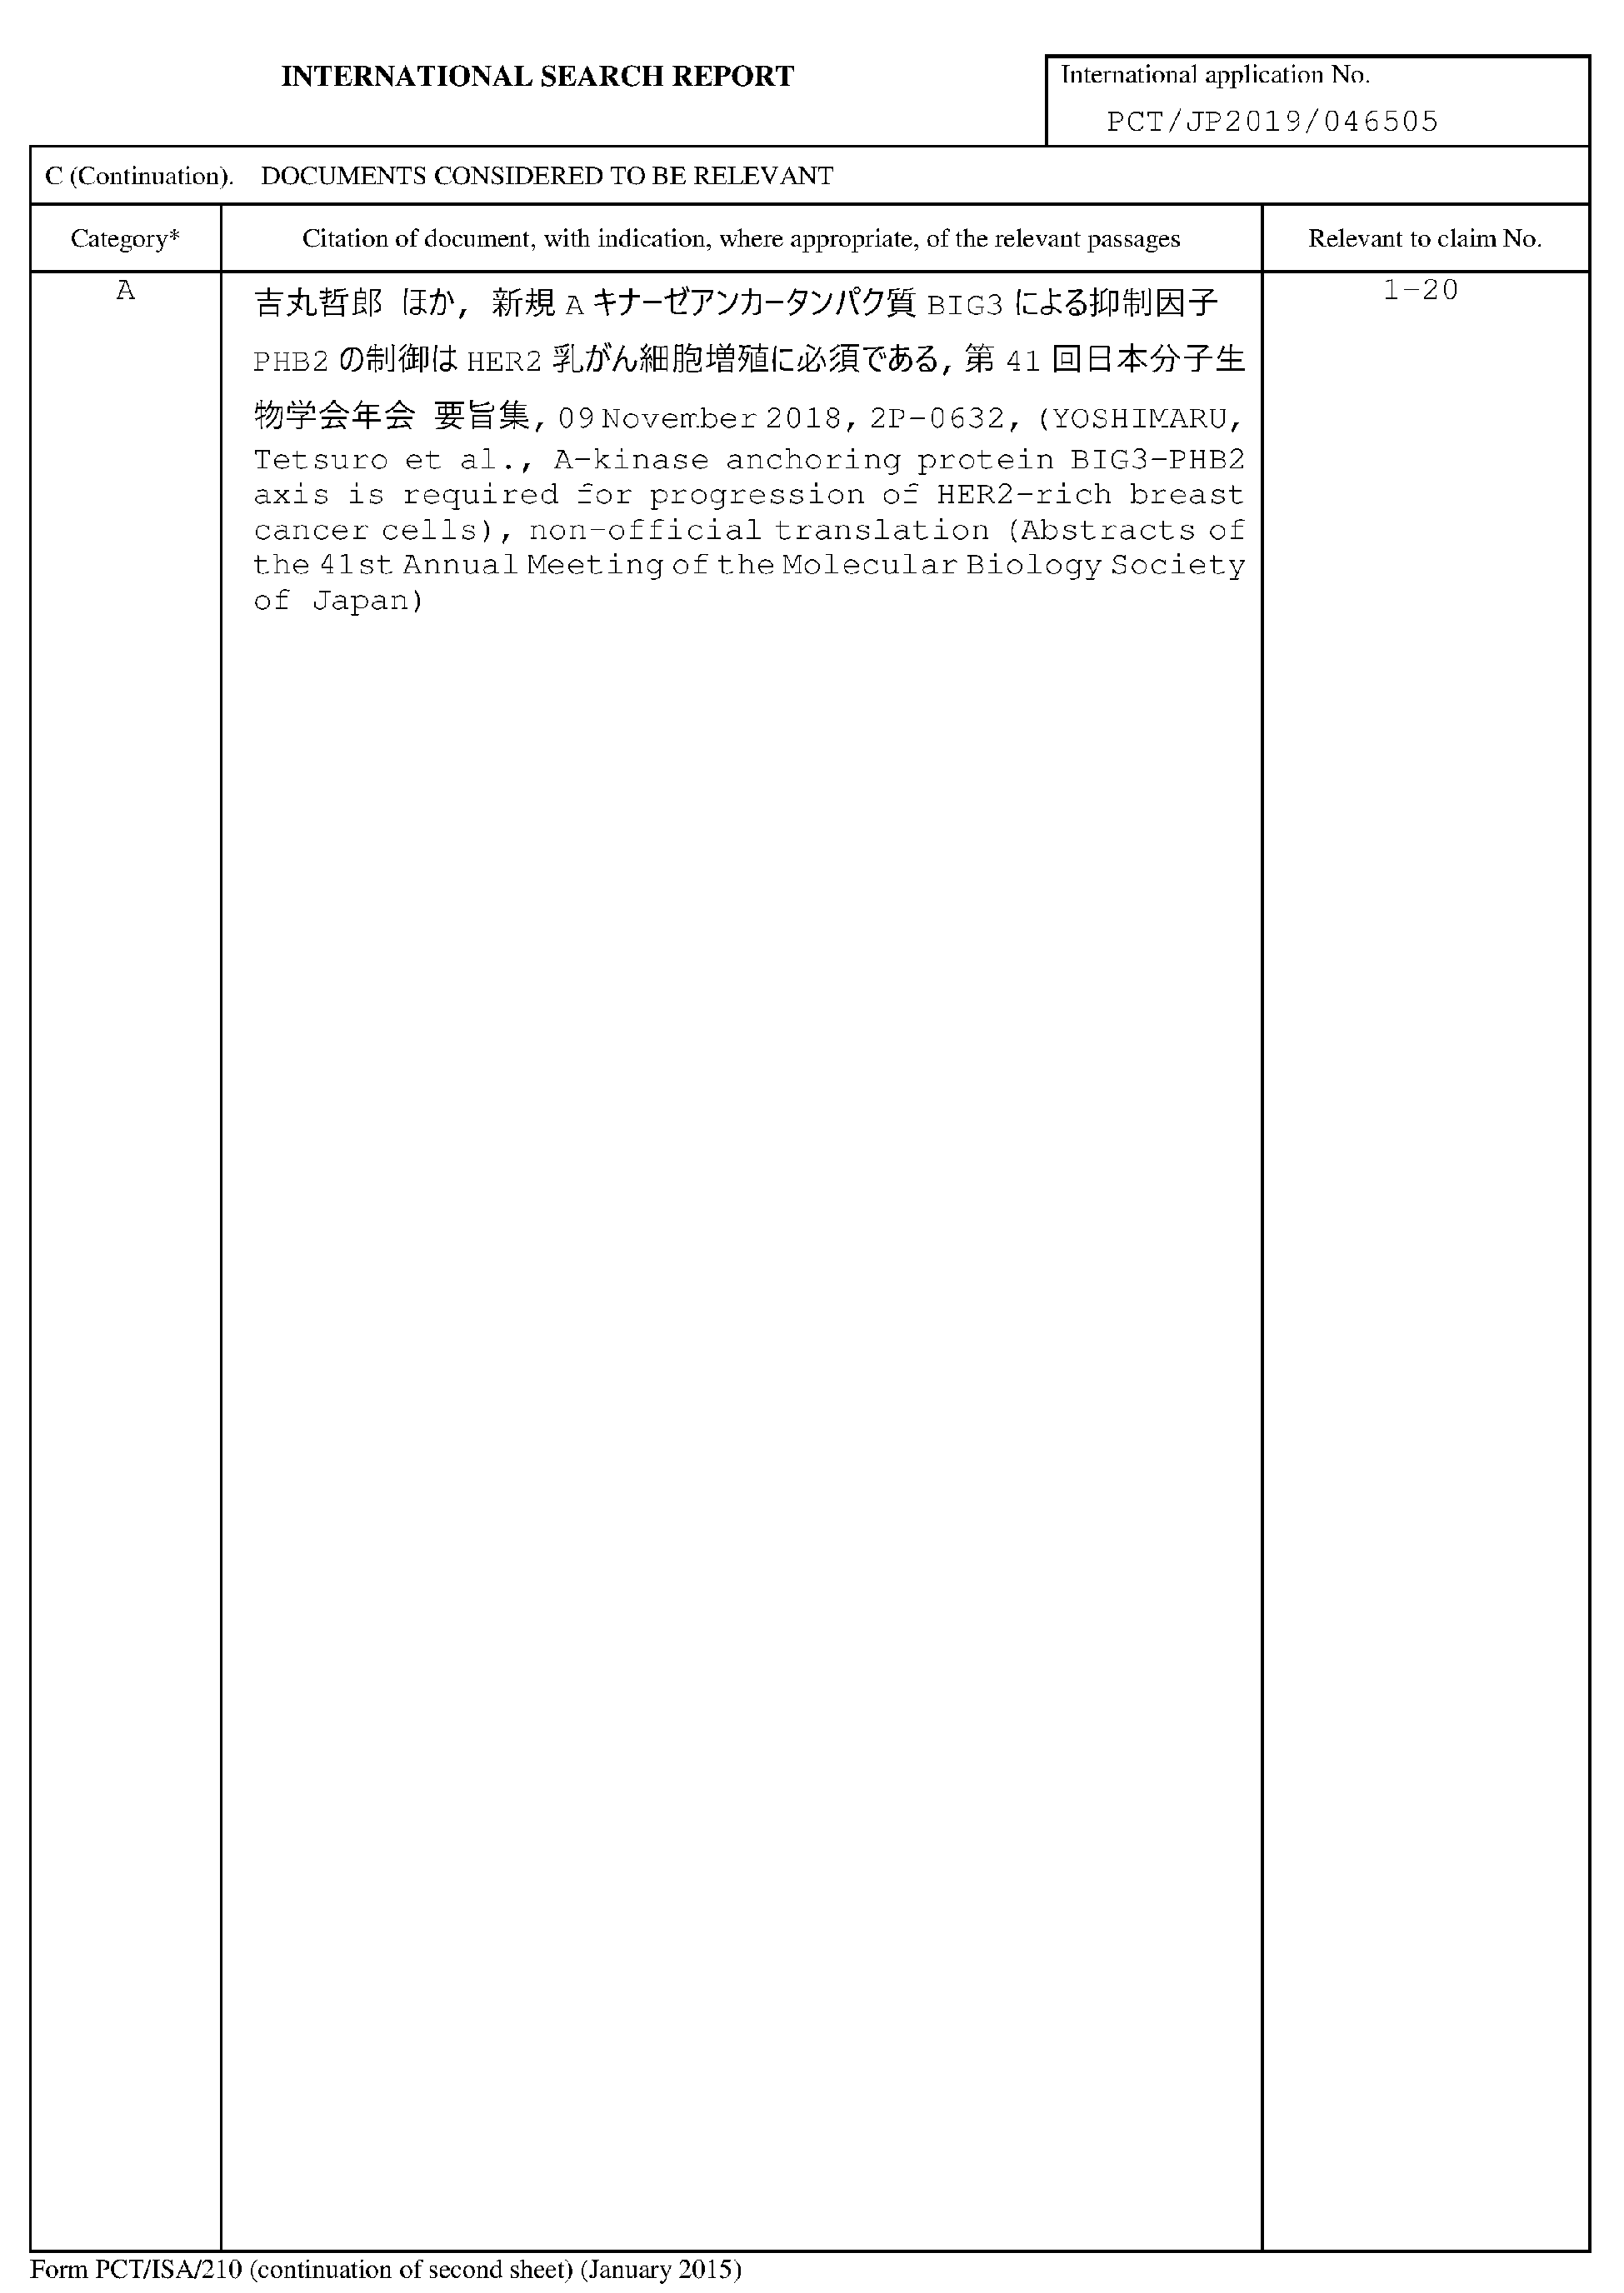 INTERNATIONAL SEARCH REPORT
International application No.
PCT/JP2019/046505
C (Continuation). DOCUMENTS CONSIDERED TO BE RELEVANT
Category*
Citation of document, with indication, where appropriate, of the relevant passages
Relevant to claim No.
A
吉丸哲郎 ほか, 新規 A キナーゼアンカータンパク質 BIG3 による抑制因子
PHB2 の制御は HER2 乳がん細胞増殖に必須である, 第 41 回日本分子生
物学会年会 要旨集, 09 November 2018, 2P-0632, (YOSHIMARU,
Tetsuro et al., A-kinase anchoring protein BIG3-PHB2
axis is required for progression of HER2-rich breast
cancer cells), non-official translation (Abstracts of
the 41st Annual Meeting of the Molecular Biology Society
of Japan)
1-20
Form PCT/ISA/210 (continuation of second sheet) (January 2015)